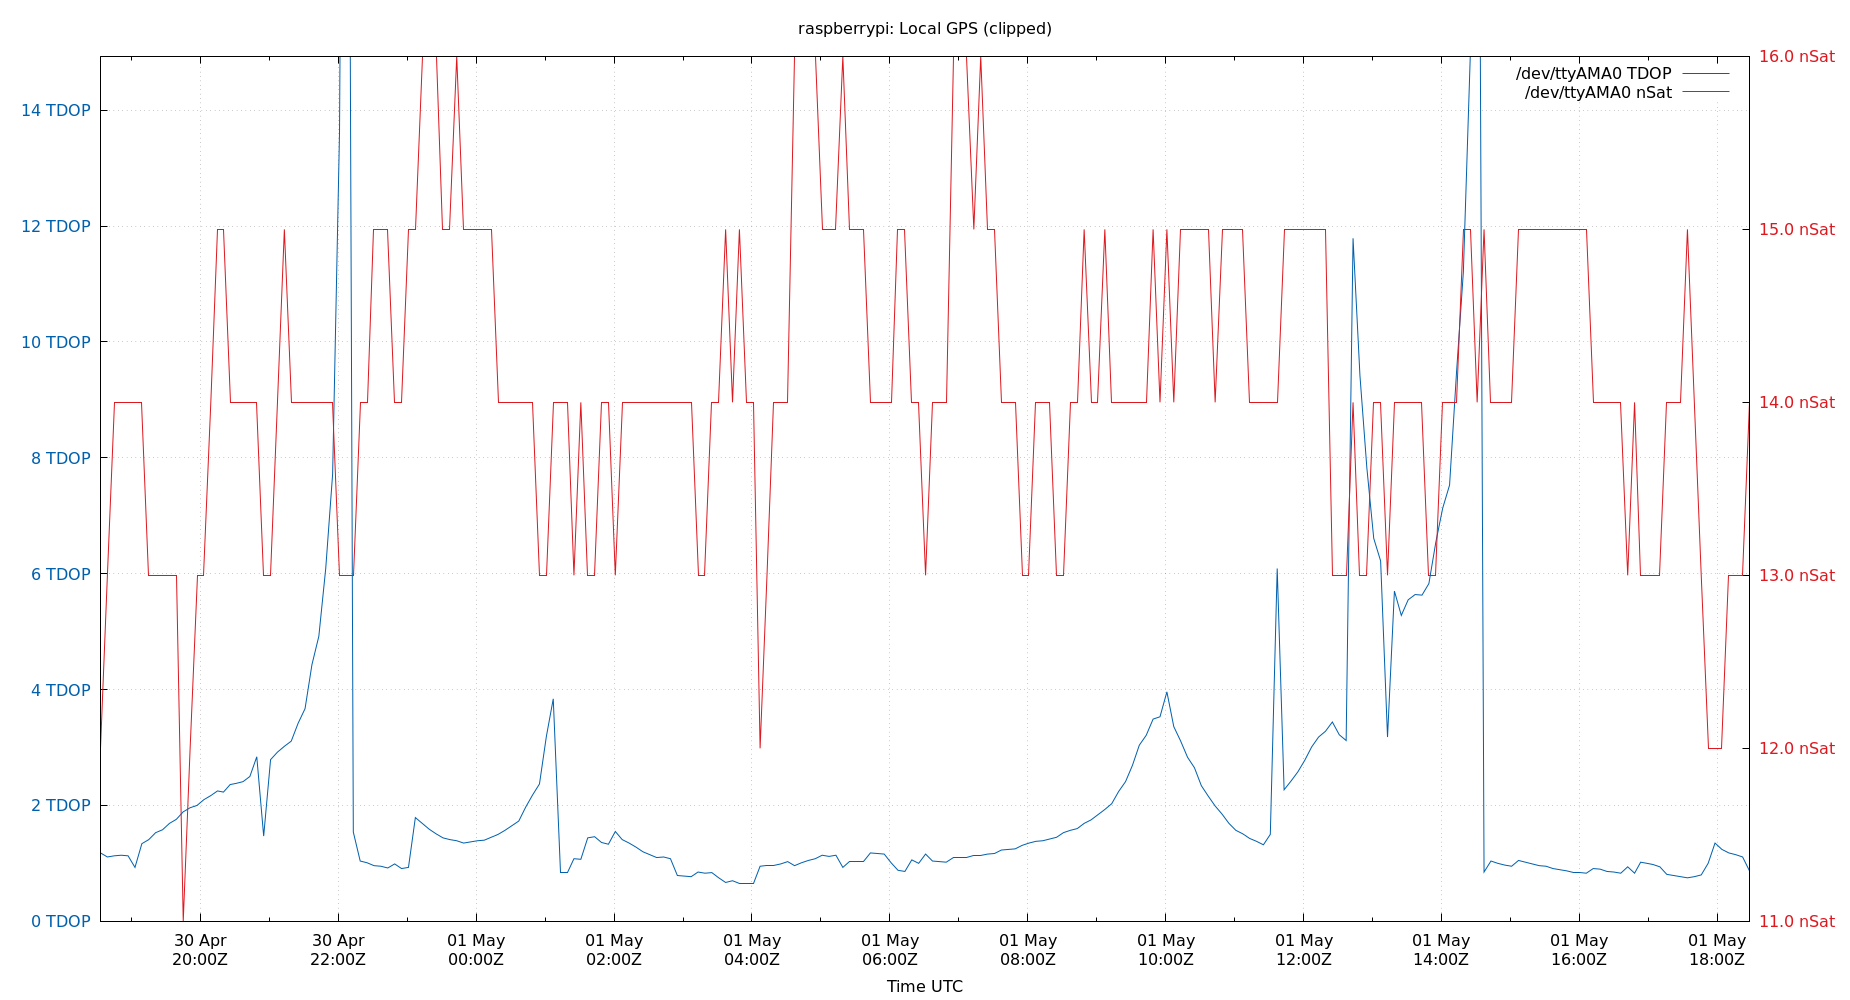 raspberrypi: Local GPS (clipped)
16.0 nSat
/dev/ttyAMA0 TDOP
/dev/ttyAMA0 nSat
14 TDOP
12 TDOP
15.0 nSat
10 TDOP
14.0 nSat
8 TDOP
6 TDOP
13.0 nSat
4 TDOP
12.0 nSat
2 TDOP
0 TDOP
11.0 nSat
30 Apr
20:00Z
30 Apr
22:00Z
01 May
00:00Z
01 May
02:00Z
01 May
04:00Z
01 May
06:00Z
01 May
08:00Z
01 May
10:00Z
01 May
12:00Z
01 May
14:00Z
01 May
16:00Z
01 May
18:00Z
Time UTC